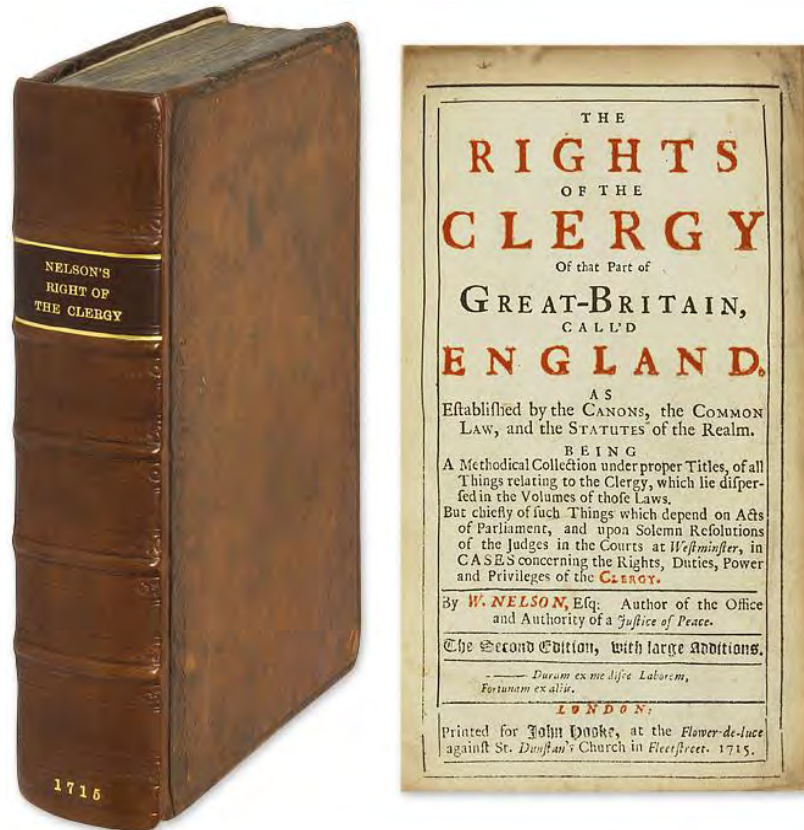 NELSON'S
RIGHT OF
THE CLERGY
1715
THE
RIGHTS
OF THE
CLERGY
Of that Part of
GREAT-BRITAIN,
CALL'D
ENGLAND.
AS
Eſtabliſhed by the CANONS, the COMMON
LAW, and the STATUTES of the Realm.
BEING
A Methodical Collection under proper Titles, of all
Things relating to the Clergy, which lie diſper-
ſed in the Volumes of thoſe Laws.
But chiefly of ſuch Things which depend on Acts
of Parliament, and upon Solemn Reſolutions
of the Judges in the Courts at Weſtminſter, in
CASES concerning the Rights, Duties, Power
and Privileges of the CLERGY.
By W. NELSON, Eſq; Author of the Office
and Authority of a Juſtice of Peace.
The Second Edition, with large Additions.
—— Durum ex me diſce Laborem,
Fortunam ex aliis.
LONDON:
Printed for John Hooke, at the Flower-de-luce
againſt St. Dunſtan's Church in Fleetſtreet. 1715.